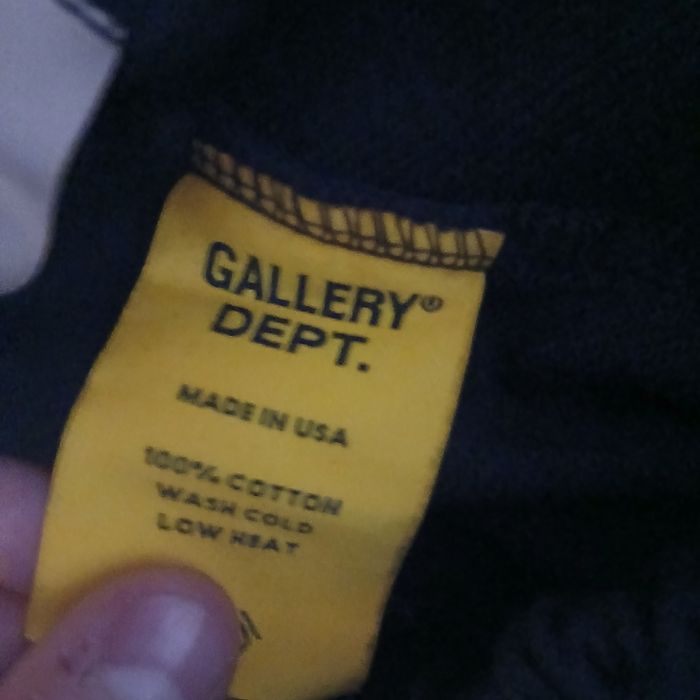 GALLERY®
DEPT.
MADE IN USA
100% COTTON
WASH COLD
LOW HEAT